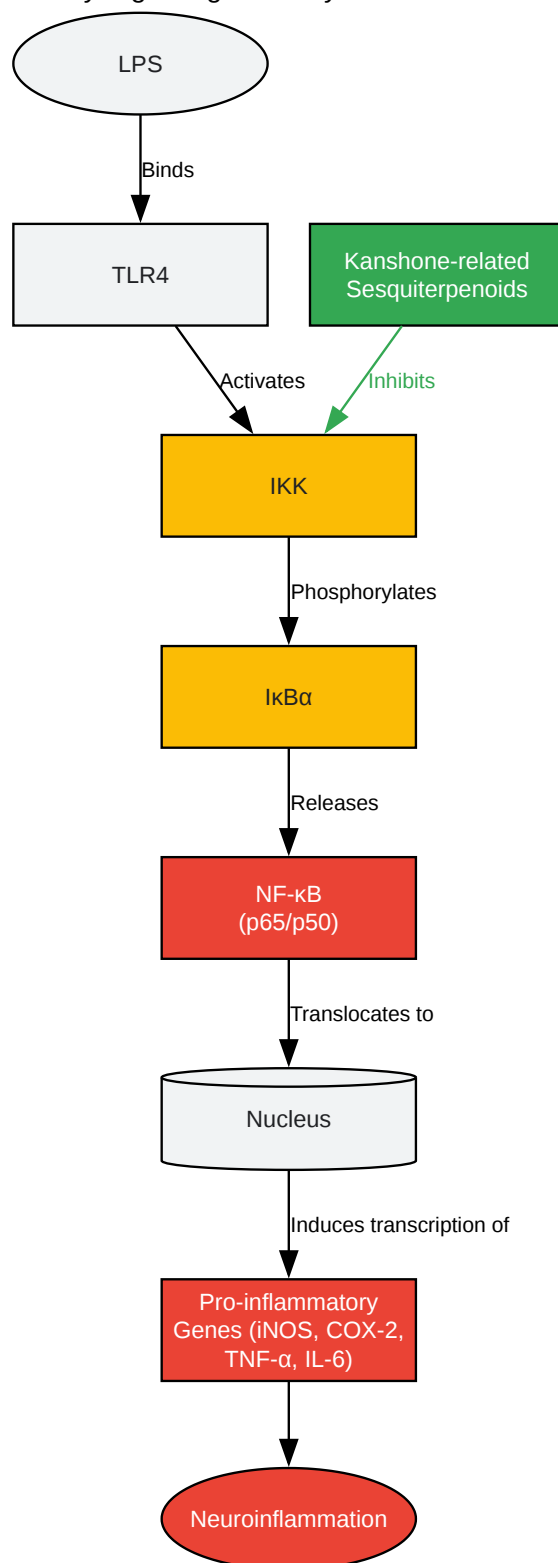 LPS
Binds
TLR4
Kanshone-related
Sesquiterpenoids
Activates
Inhibits
IKK
Phosphorylates
IκBα
Releases
NF-κB
(p65/p50)
Translocates to
Nucleus
Induces transcription of
Pro-inflammatory
Genes (iNOS, COX-2,
TNF-α, IL-6)
Neuroinflammation